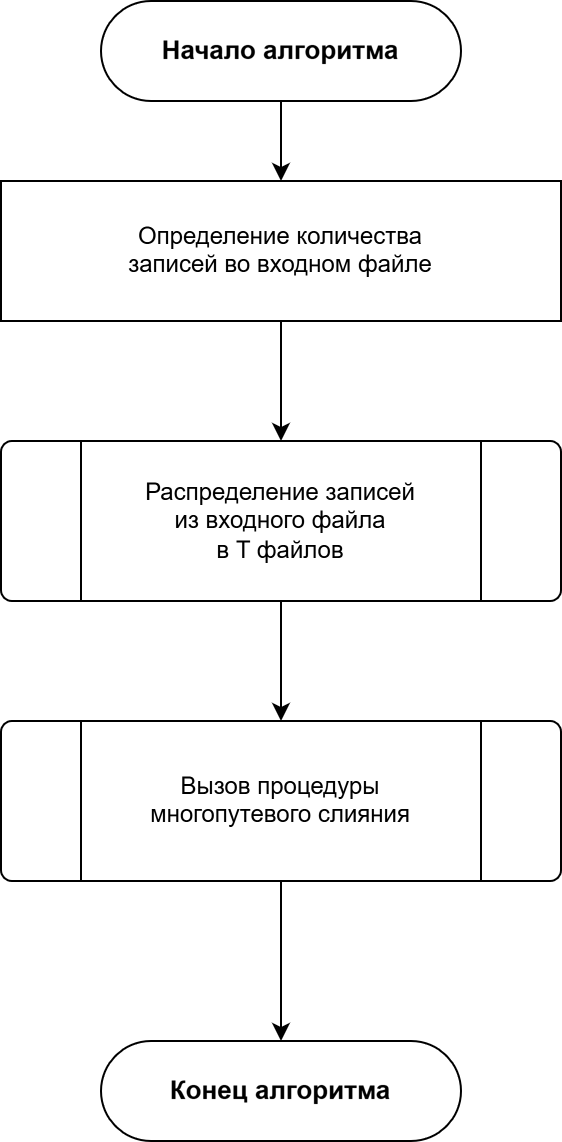 Начало алгоритма
Определение количества
записей во входном файле
Распределение записей
из входного файла
в T файлов
Вызов процедуры
многопутевого слияния
Конец алгоритма